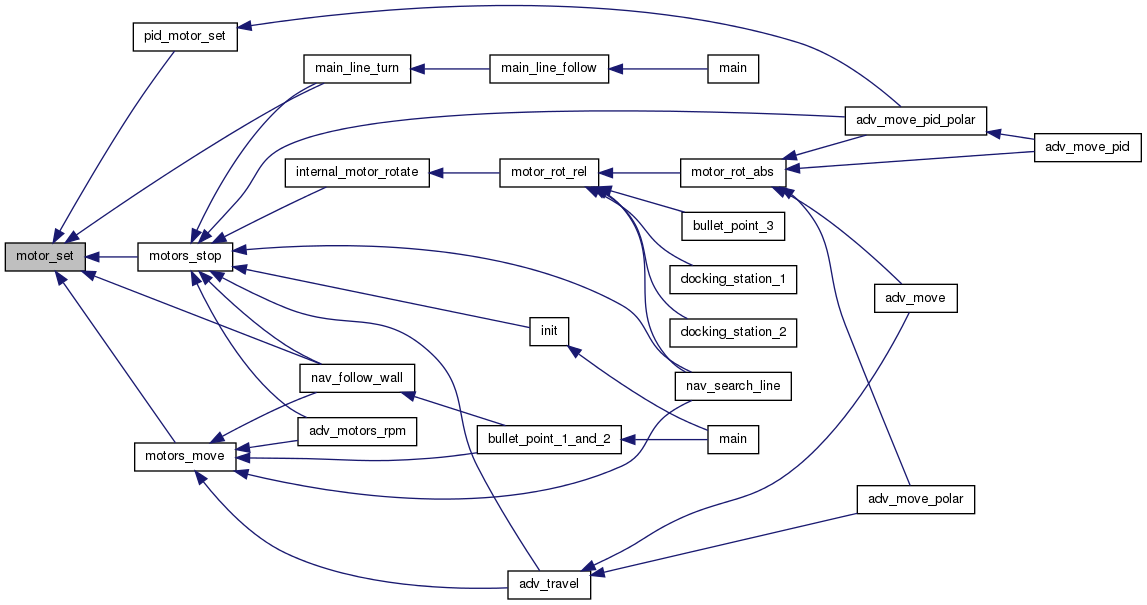 pid_motor_set
main_line_turn
main_line_follow
main
adv_move_pid_polar
adv_move_pid
internal_motor_rotate
motor_rot_rel
motor_rot_abs
bullet_point_3
motor_set
motors_stop
docking_station_1
adv_move
init
docking_station_2
nav_follow_wall
nav_search_line
adv_motors_rpm
bullet_point_1_and_2
main
motors_move
adv_move_polar
adv_travel